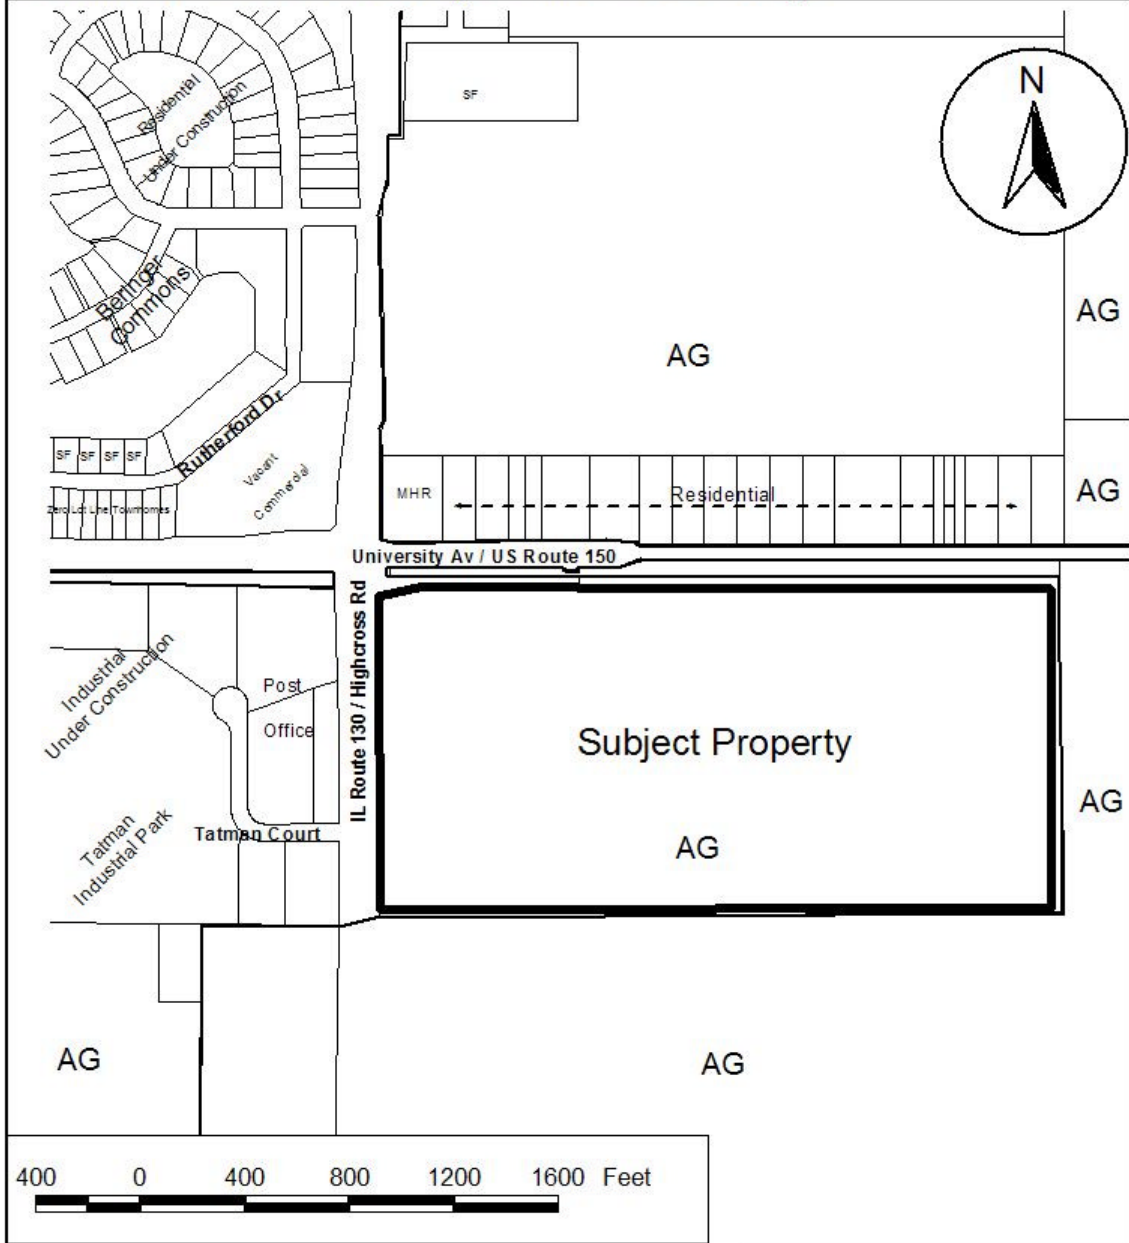 N
SF
Residential
Under Construction
Beringer
Commons
AG
AG
Rutherford Dr
SF SF SF SF
Vacant
Commercial
Zero Lot Line Townhomes
MHR
Residential
AG
University Av / US Route 150
IL Route 130 / Highcross Rd
Industrial
Under Construction
Post
Office
Subject Property
AG
Tatman Court
Tatman
Industrial Park
AG
AG
AG
400 0 400 800 1200 1600 Feet